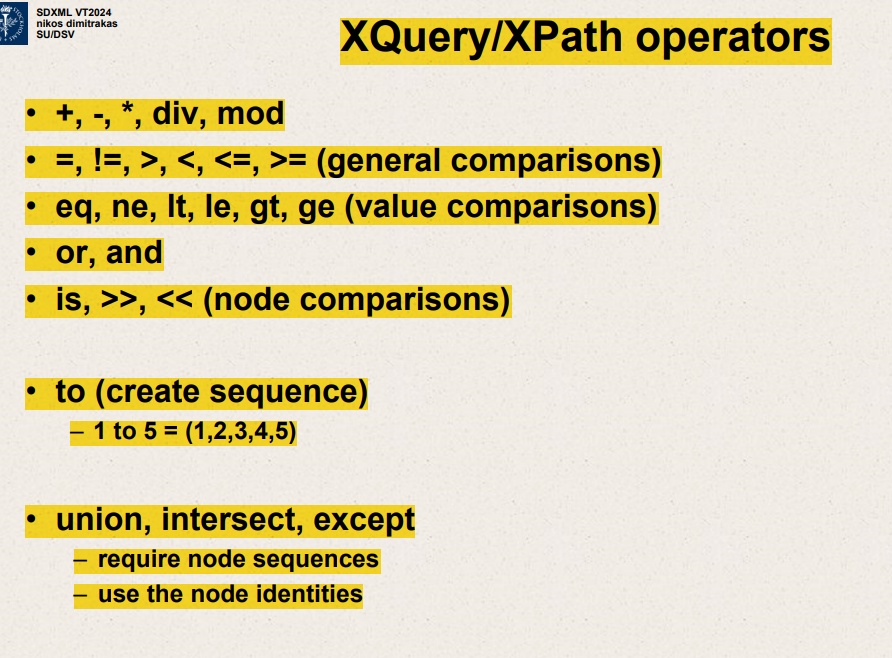 SDXML VT2024
nikos dimitrakas
SU/DSV
XQuery/XPath operators
• +, -, *, div, mod
• =, !=, >, <, <=, >= (general comparisons)
• eq, ne, lt, le, gt, ge (value comparisons)
• or, and
• is, >>, << (node comparisons)
• to (create sequence)
– 1 to 5 = (1,2,3,4,5)
• union, intersect, except
– require node sequences
– use the node identities